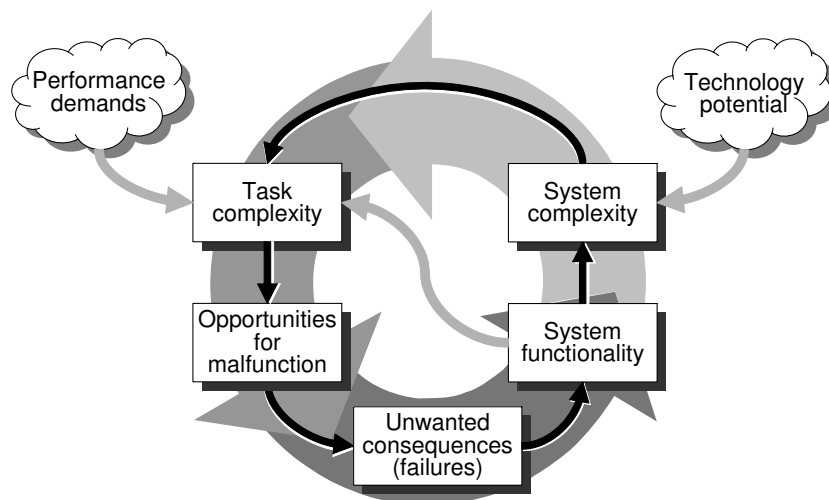 Performance
demands
Technology
potential
Task
complexity
System
complexity
Opportunities
for
malfunction
System
functionality
Unwanted
consequences
(failures)